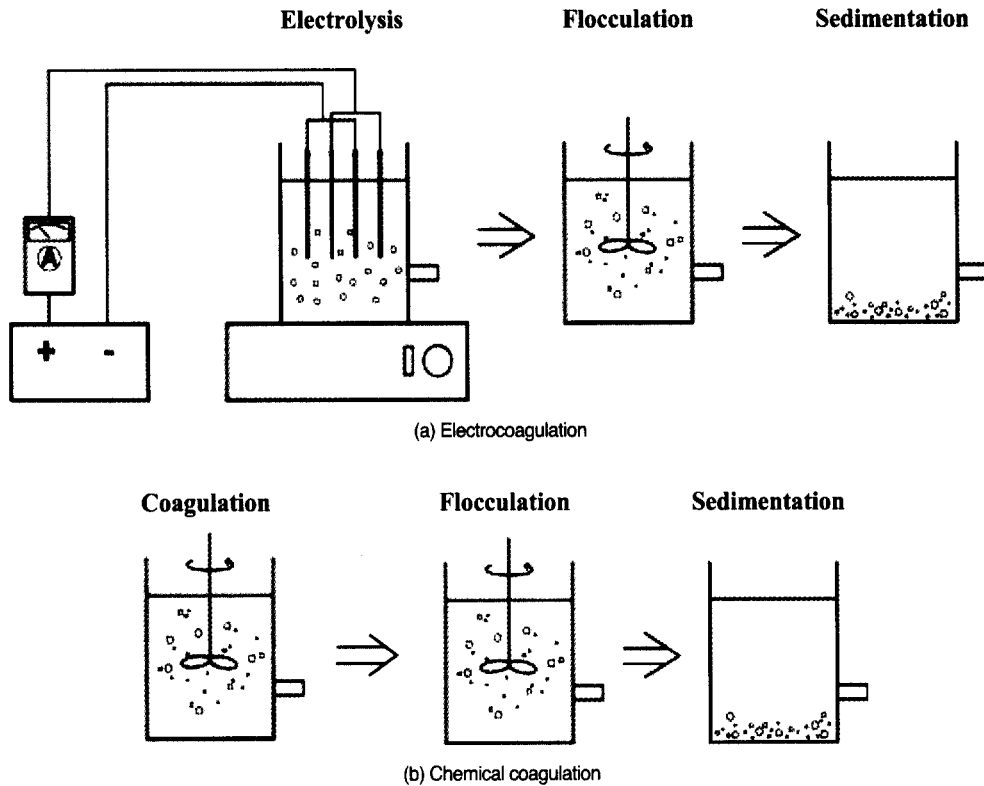 Electrolysis Flocculation Sedimentation
A
+ -
(a) Electrocoagulation
Coagulation Flocculation Sedimentation
(b) Chemical coagulation